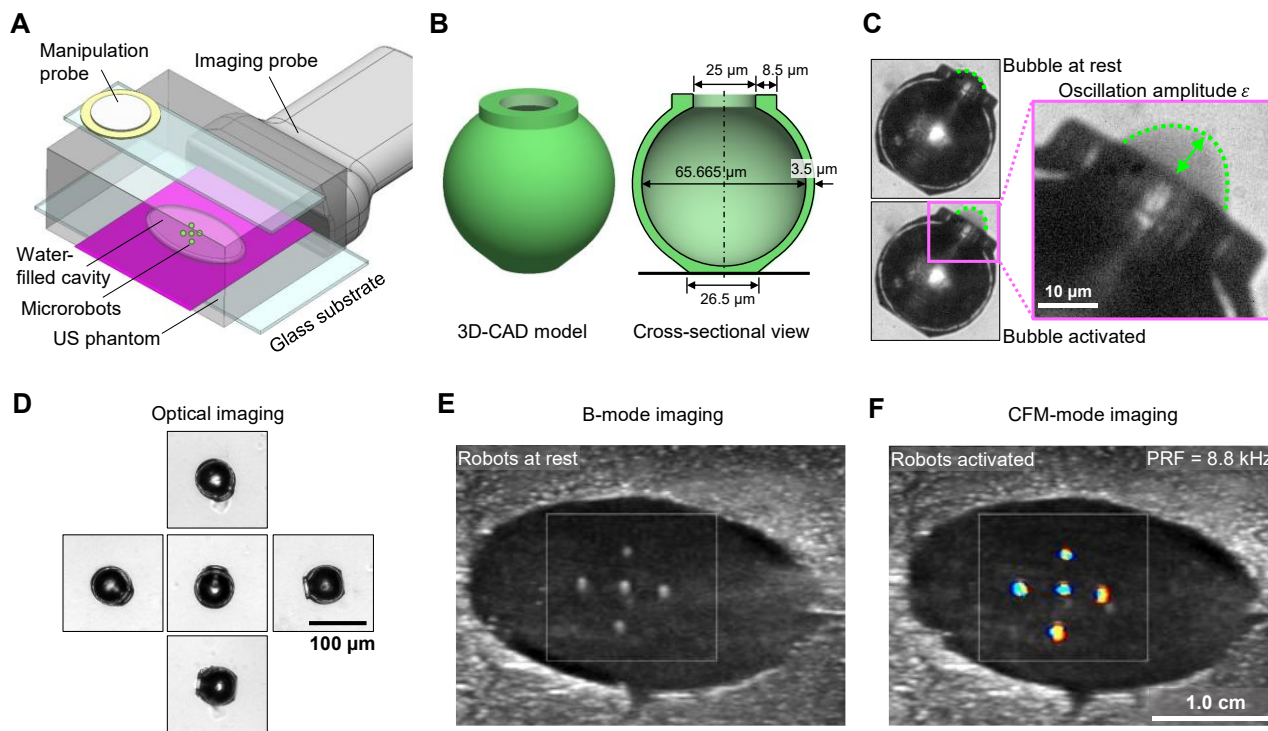 A
Manipulation
probe
Imaging probe
Water-
filled cavity
Microrobots
US phantom
Glass substrate
B
25 µm
8.5 µm
65.665 µm
3.5 µm
26.5 µm
3D-CAD model
Cross-sectional view
C
Bubble at rest
Oscillation amplitude ε
10 µm
Bubble activated
D
Optical imaging
100 µm
E
B-mode imaging
Robots at rest
F
CFM-mode imaging
Robots activated
PRF = 8.8 kHz
1.0 cm